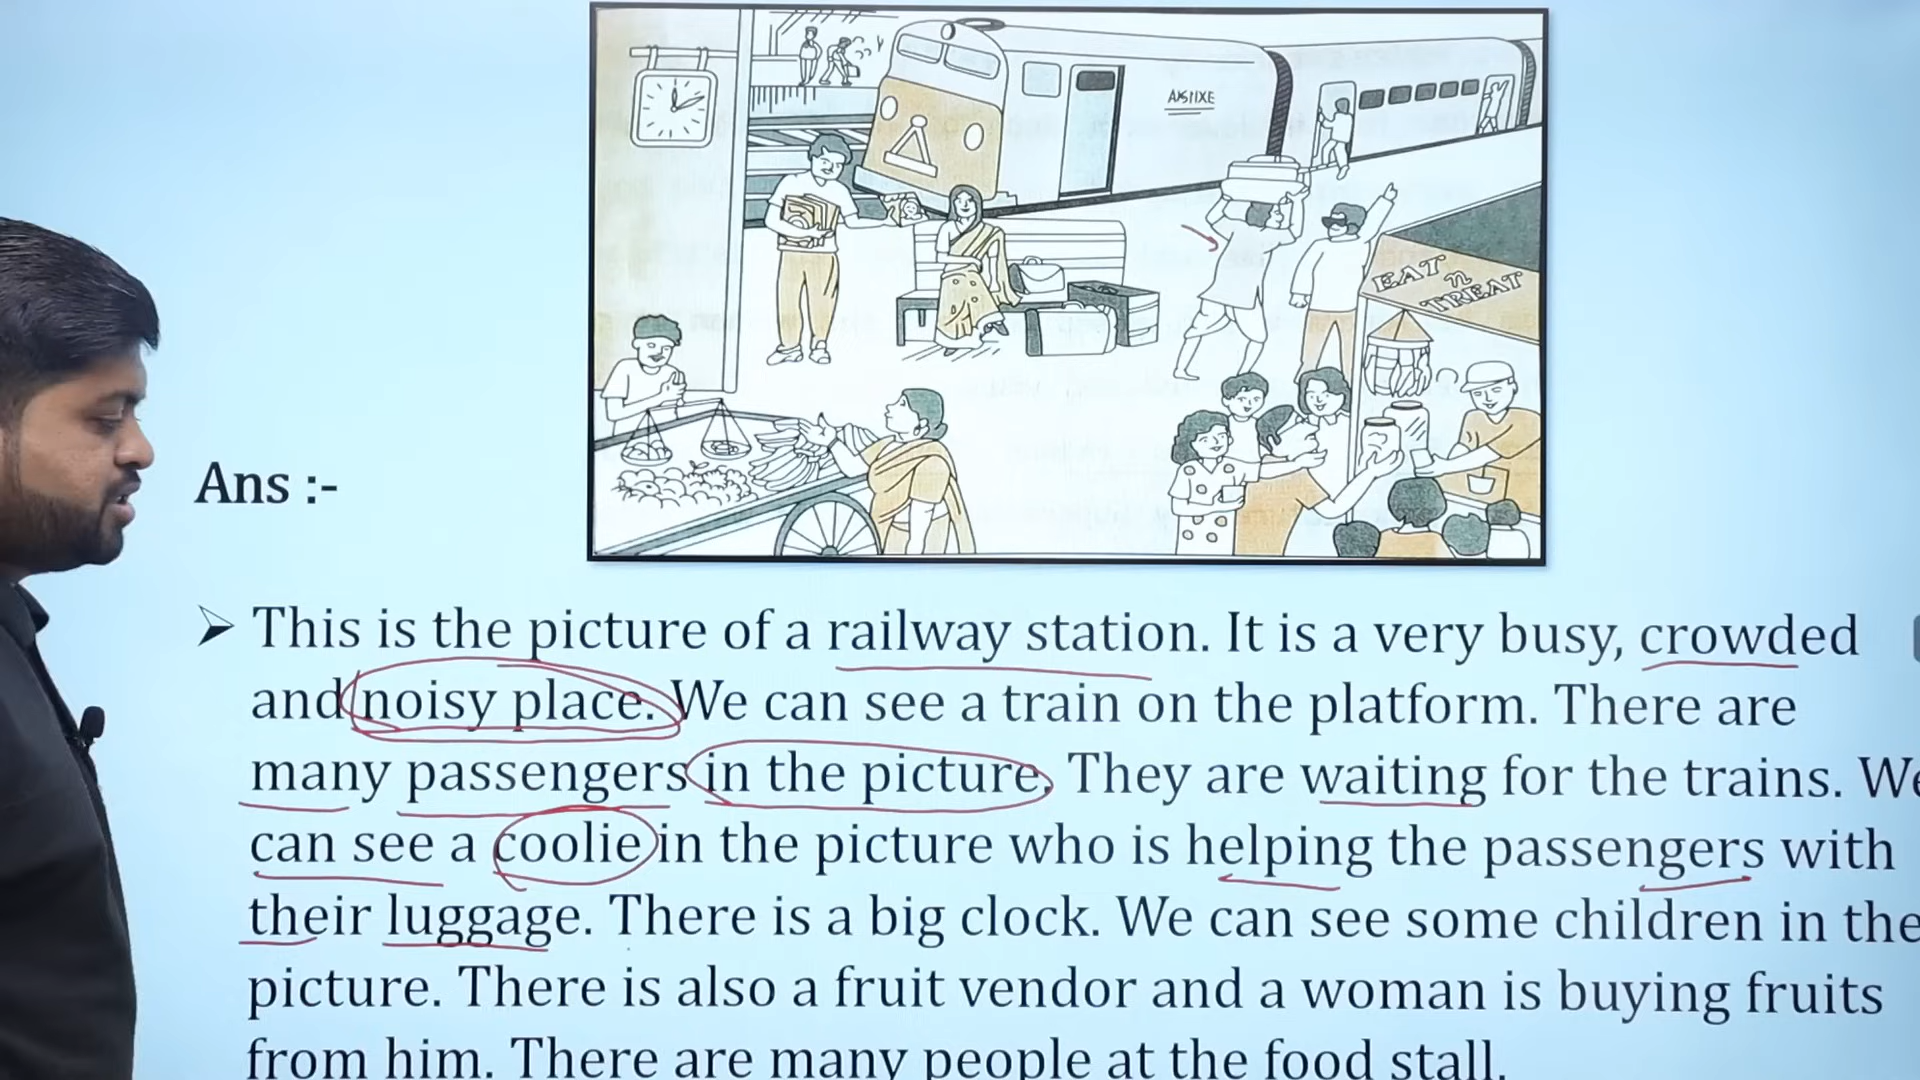 AK51IXE
EAT
n
TREAT
Ans :-
➢ This is the picture of a railway station. It is a very busy, crowded
and noisy place. We can see a train on the platform. There are
many passengers in the picture. They are waiting for the trains. We
can see a coolie in the picture who is helping the passengers with
their luggage. There is a big clock. We can see some children in the
picture. There is also a fruit vendor and a woman is buying fruits
from him. There are many people at the food stall.